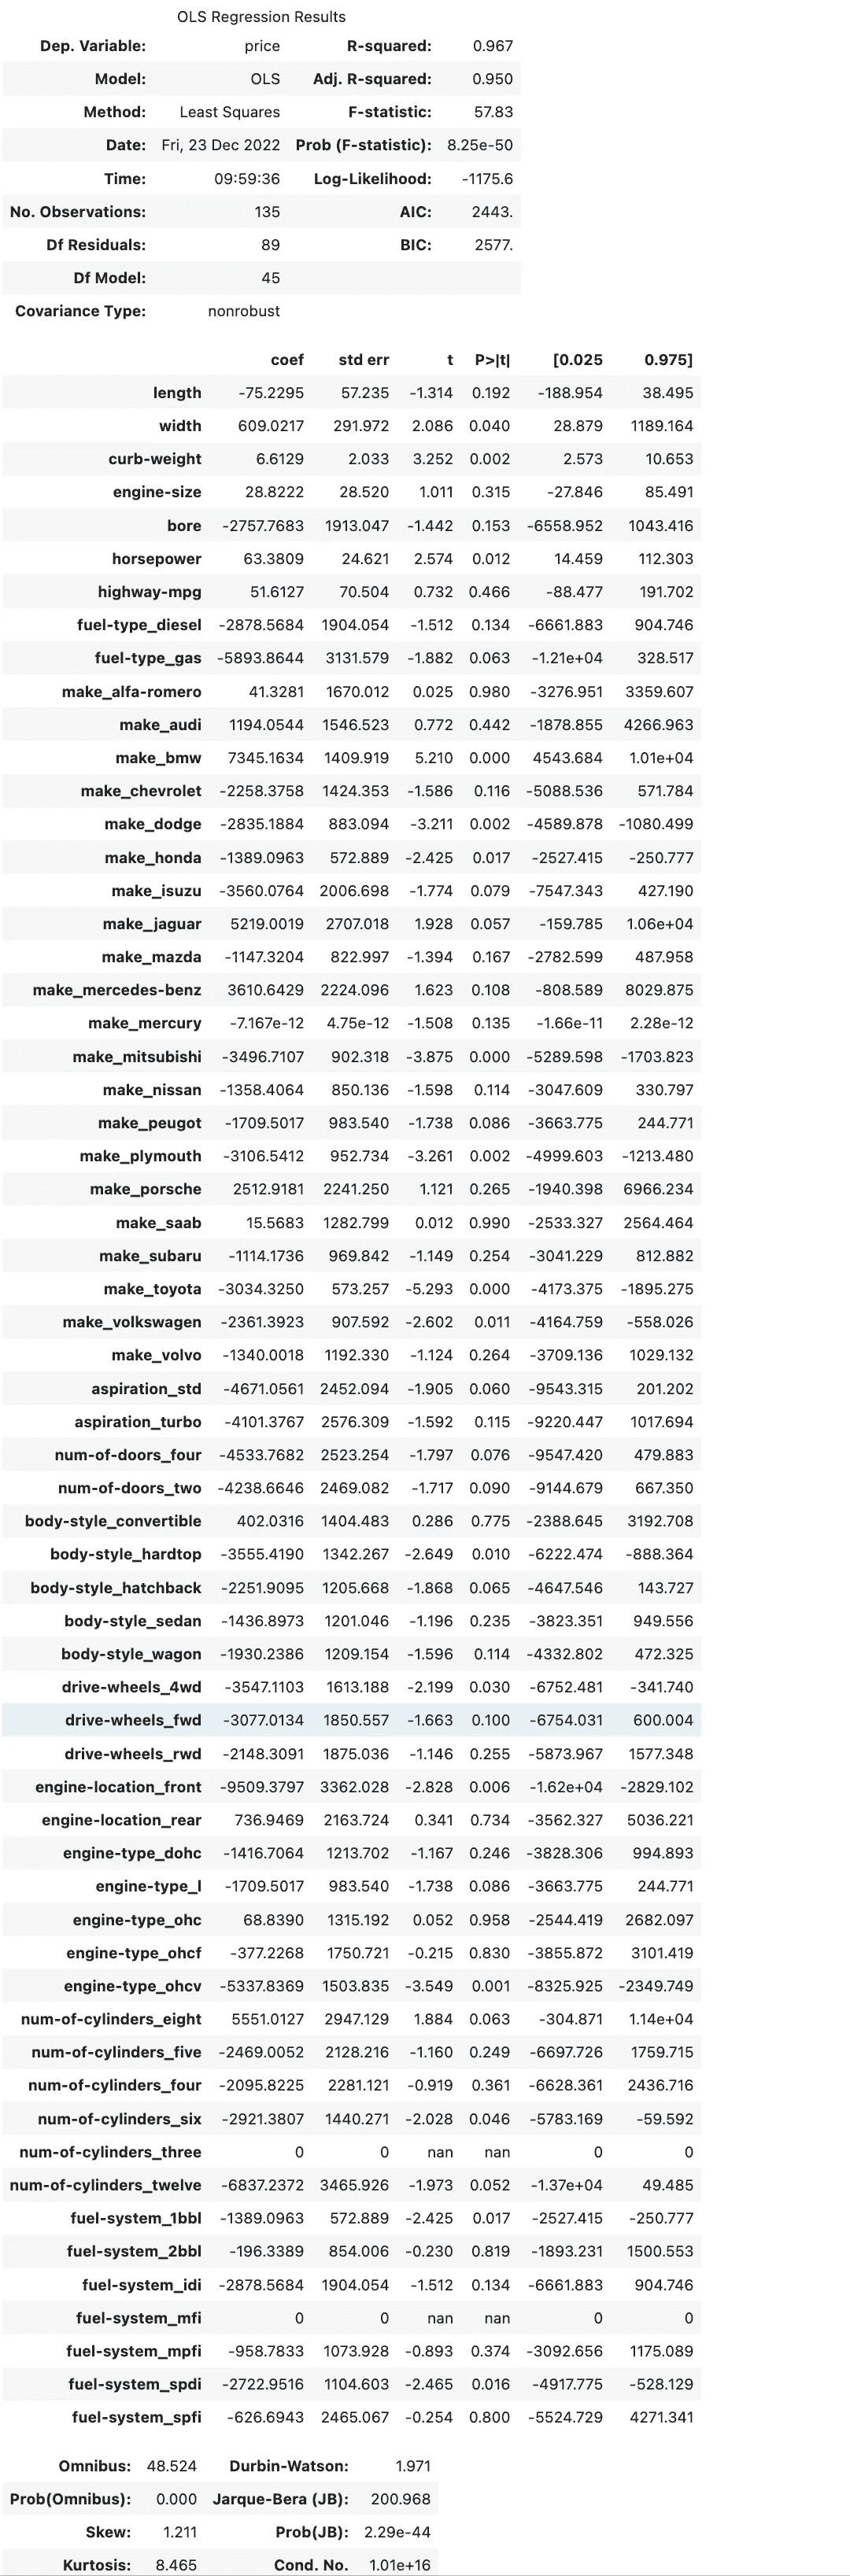 OLS Regression Results
Dep. Variable: price R-squared: 0.967
Model: OLS Adj. R-squared: 0.950
Method: Least Squares F-statistic: 57.83
Date: Fri, 23 Dec 2022 Prob (F-statistic): 8.25e-50
Time: 09:59:36 Log-Likelihood: -1175.6
No. Observations: 135 AIC: 2443.
Df Residuals: 89 BIC: 2577.
Df Model: 45
Covariance Type: nonrobust
coef std err t P>|t| [0.025 0.975]
length -75.2295 57.235 -1.314 0.192 -188.954 38.495
width 609.0217 291.972 2.086 0.040 28.879 1189.164
curb-weight 6.6129 2.033 3.252 0.002 2.573 10.653
engine-size 28.8222 28.520 1.011 0.315 -27.846 85.491
bore -2757.7683 1913.047 -1.442 0.153 -6558.952 1043.416
horsepower 63.3809 24.621 2.574 0.012 14.459 112.303
highway-mpg 51.6127 70.504 0.732 0.466 -88.477 191.702
fuel-type_diesel -2878.5684 1904.054 -1.512 0.134 -6661.883 904.746
fuel-type_gas -5893.8644 3131.579 -1.882 0.063 -1.21e+04 328.517
make_alfa-romero 41.3281 1670.012 0.025 0.980 -3276.951 3359.607
make_audi 1194.0544 1546.523 0.772 0.442 -1878.855 4266.963
make_bmw 7345.1634 1409.919 5.210 0.000 4543.684 1.01e+04
make_chevrolet -2258.3758 1424.353 -1.586 0.116 -5088.536 571.784
make_dodge -2835.1884 883.094 -3.211 0.002 -4589.878 -1080.499
make_honda -1389.0963 572.889 -2.425 0.017 -2527.415 -250.777
make_isuzu -3560.0764 2006.698 -1.774 0.079 -7547.343 427.190
make_jaguar 5219.0019 2707.018 1.928 0.057 -159.785 1.06e+04
make_mazda -1147.3204 822.997 -1.394 0.167 -2782.599 487.958
make_mercedes-benz 3610.6429 2224.096 1.623 0.108 -808.589 8029.875
make_mercury -7.167e-12 4.75e-12 -1.508 0.135 -1.66e-11 2.28e-12
make_mitsubishi -3496.7107 902.318 -3.875 0.000 -5289.598 -1703.823
make_nissan -1358.4064 850.136 -1.598 0.114 -3047.609 330.797
make_peugot -1709.5017 983.540 -1.738 0.086 -3663.775 244.771
make_plymouth -3106.5412 952.734 -3.261 0.002 -4999.603 -1213.480
make_porsche 2512.9181 2241.250 1.121 0.265 -1940.398 6966.234
make_saab 15.5683 1282.799 0.012 0.990 -2533.327 2564.464
make_subaru -1114.1736 969.842 -1.149 0.254 -3041.229 812.882
make_toyota -3034.3250 573.257 -5.293 0.000 -4173.375 -1895.275
make_volkswagen -2361.3923 907.592 -2.602 0.011 -4164.759 -558.026
make_volvo -1340.0018 1192.330 -1.124 0.264 -3709.136 1029.132
aspiration_std -4671.0561 2452.094 -1.905 0.060 -9543.315 201.202
aspiration_turbo -4101.3767 2576.309 -1.592 0.115 -9220.447 1017.694
num-of-doors_four -4533.7682 2523.254 -1.797 0.076 -9547.420 479.883
num-of-doors_two -4238.6646 2469.082 -1.717 0.090 -9144.679 667.350
body-style_convertible 402.0316 1404.483 0.286 0.775 -2388.645 3192.708
body-style_hardtop -3555.4190 1342.267 -2.649 0.010 -6222.474 -888.364
body-style_hatchback -2251.9095 1205.668 -1.868 0.065 -4647.546 143.727
body-style_sedan -1436.8973 1201.046 -1.196 0.235 -3823.351 949.556
body-style_wagon -1930.2386 1209.154 -1.596 0.114 -4332.802 472.325
drive-wheels_4wd -3547.1103 1613.188 -2.199 0.030 -6752.481 -341.740
drive-wheels_fwd -3077.0134 1850.557 -1.663 0.100 -6754.031 600.004
drive-wheels_rwd -2148.3091 1875.036 -1.146 0.255 -5873.967 1577.348
engine-location_front -9509.3797 3362.028 -2.828 0.006 -1.62e+04 -2829.102
engine-location_rear 736.9469 2163.724 0.341 0.734 -3562.327 5036.221
engine-type_dohc -1416.7064 1213.702 -1.167 0.246 -3828.306 994.893
engine-type_l -1709.5017 983.540 -1.738 0.086 -3663.775 244.771
engine-type_ohc 68.8390 1315.192 0.052 0.958 -2544.419 2682.097
engine-type_ohcf -377.2268 1750.721 -0.215 0.830 -3855.872 3101.419
engine-type_ohcv -5337.8369 1503.835 -3.549 0.001 -8325.925 -2349.749
num-of-cylinders_eight 5551.0127 2947.129 1.884 0.063 -304.871 1.14e+04
num-of-cylinders_five -2469.0052 2128.216 -1.160 0.249 -6697.726 1759.715
num-of-cylinders_four -2095.8225 2281.121 -0.919 0.361 -6628.361 2436.716
num-of-cylinders_six -2921.3807 1440.271 -2.028 0.046 -5783.169 -59.592
num-of-cylinders_three 0 0 nan nan 0 0
num-of-cylinders_twelve -6837.2372 3465.926 -1.973 0.052 -1.37e+04 49.485
fuel-system_1bbl -1389.0963 572.889 -2.425 0.017 -2527.415 -250.777
fuel-system_2bbl -196.3389 854.006 -0.230 0.819 -1893.231 1500.553
fuel-system_idi -2878.5684 1904.054 -1.512 0.134 -6661.883 904.746
fuel-system_mfi 0 0 nan nan 0 0
fuel-system_mpfi -958.7833 1073.928 -0.893 0.374 -3092.656 1175.089
fuel-system_spdi -2722.9516 1104.603 -2.465 0.016 -4917.775 -528.129
fuel-system_spfi -626.6943 2465.067 -0.254 0.800 -5524.729 4271.341
Omnibus: 48.524 Durbin-Watson: 1.971
Prob(Omnibus): 0.000 Jarque-Bera (JB): 200.968
Skew: 1.211 Prob(JB): 2.29e-44
Kurtosis: 8.465 Cond. No. 1.01e+16